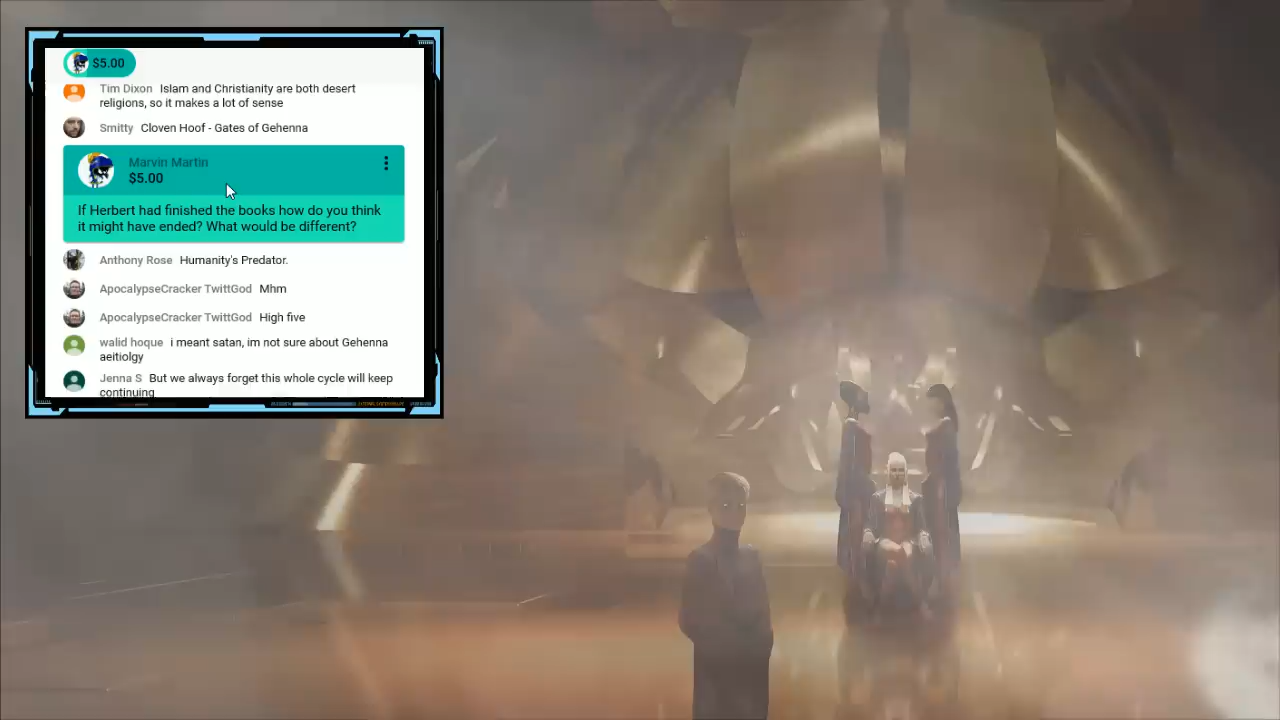 $5.00
Tim Dixon Islam and Christianity are both desert
religions, so it makes a lot of sense
Smitty Cloven Hoof - Gates of Gehenna
Marvin Martin
$5.00
If Herbert had finished the books how do you think
it might have ended? What would be different?
Anthony Rose Humanity's Predator.
ApocalypseCracker TwittGod Mhm
ApocalypseCracker TwittGod High five
walid hoque i meant satan, im not sure about Gehenna
aeitiolgy
Jenna S But we always forget this whole cycle will keep
continuing